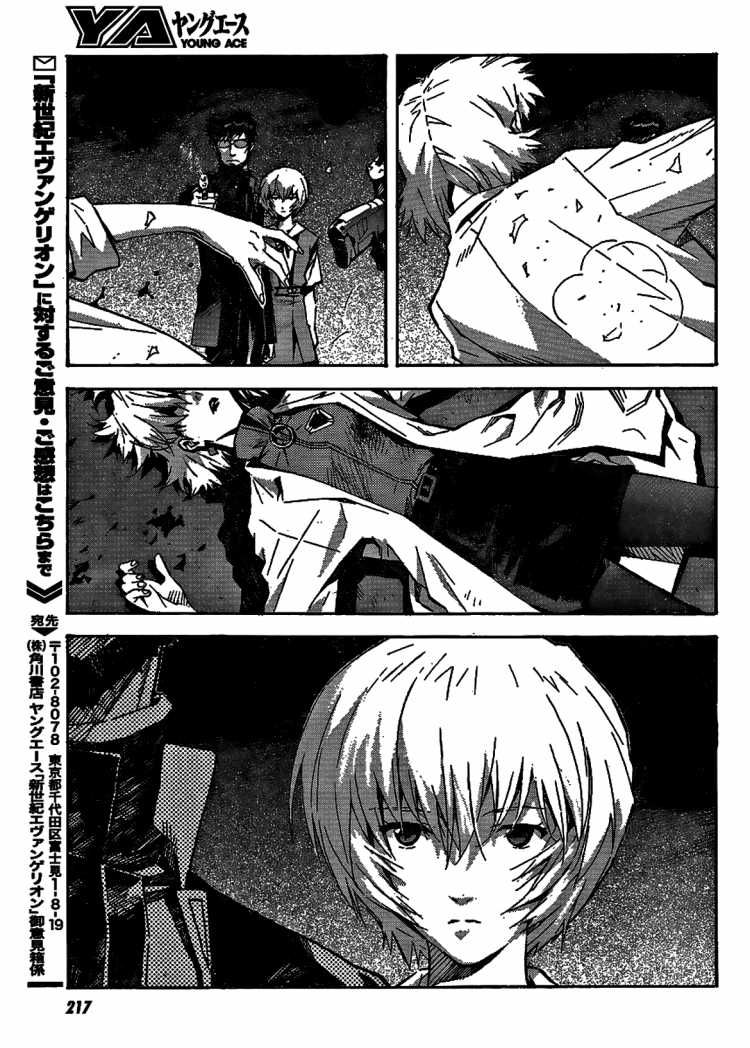 YA ヤングエース
YOUNG ACE
「新世紀エヴァンゲリオン」に対するご意見・ご感想はこちらまで
宛先
〒102-8078 東京都千代田区富士見1-8-19
(株)角川書店 ヤングエース「新世紀エヴァンゲリオン」御意見箱係
217